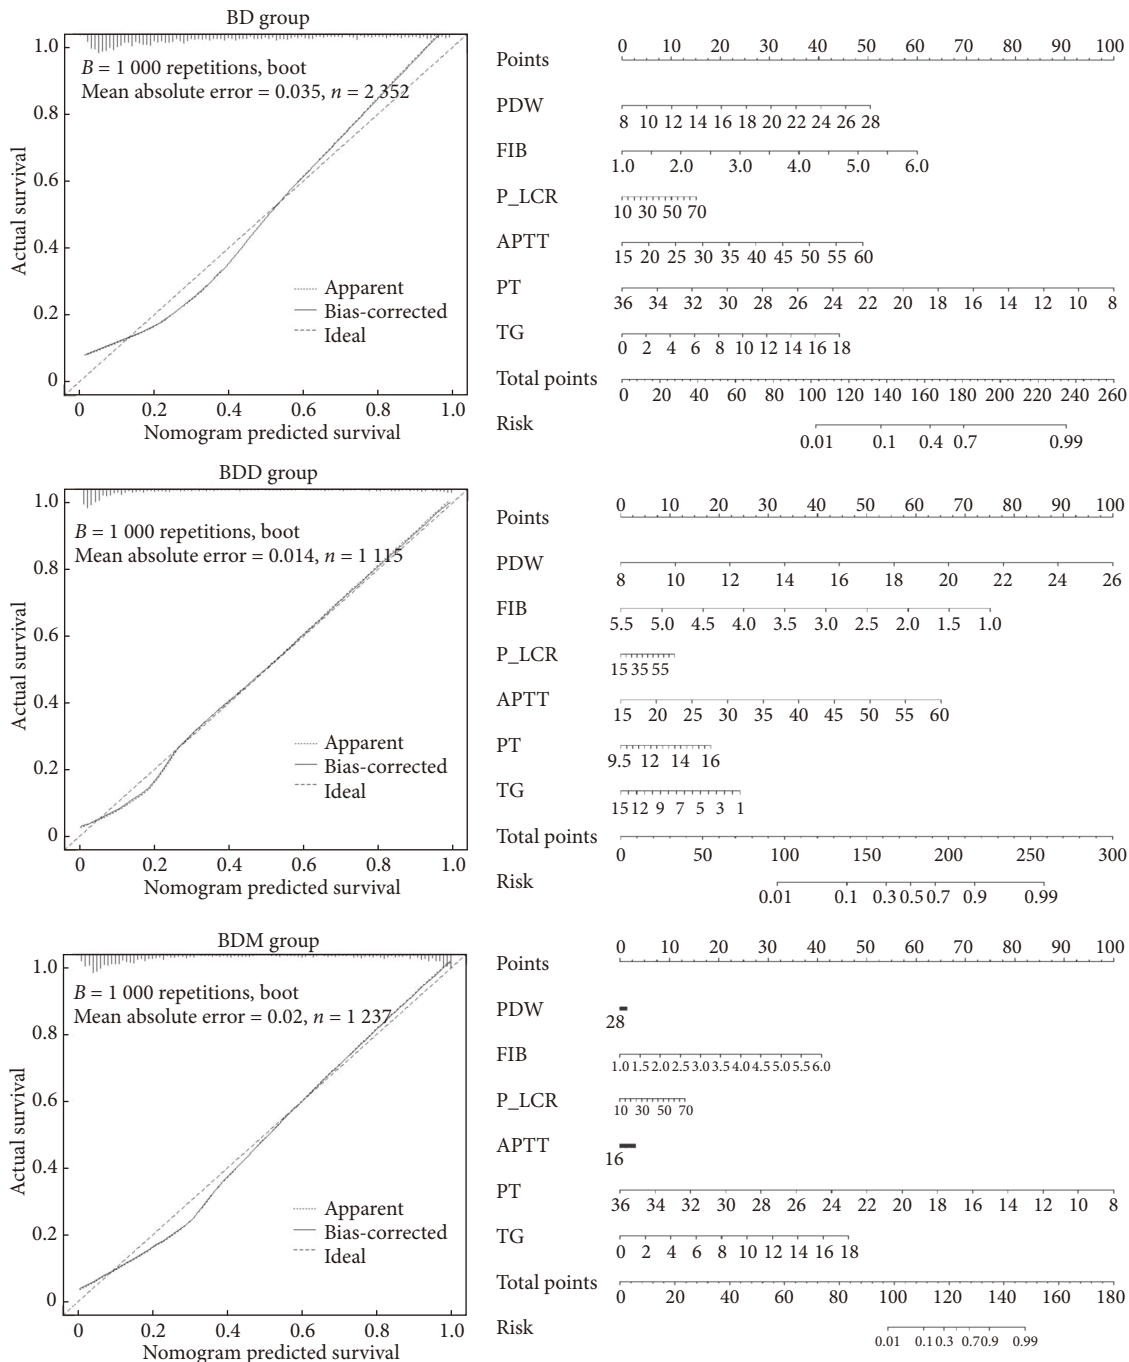 BD group
1.0
0.8
0.6
0.4
0.2
0
Actual survival
B = 1 000 repetitions, boot
Mean absolute error = 0.035, n = 2 352
Apparent
Bias-corrected
Ideal
0 0.2 0.4 0.6 0.8 1.0
Nomogram predicted survival
Points 0 10 20 30 40 50 60 70 80 90 100
PDW 8 10 12 14 16 18 20 22 24 26 28
FIB 1.0 2.0 3.0 4.0 5.0 6.0
P_LCR 10 30 50 70
APTT 15 20 25 30 35 40 45 50 55 60
PT 36 34 32 30 28 26 24 22 20 18 16 14 12 10 8
TG 0 2 4 6 8 10 12 14 16 18
Total points 0 20 40 60 80 100 120 140 160 180 200 220 240 260
Risk 0.01 0.1 0.4 0.7 0.99
BDD group
1.0
0.8
0.6
0.4
0.2
0
Actual survival
B = 1 000 repetitions, boot
Mean absolute error = 0.014, n = 1 115
Apparent
Bias-corrected
Ideal
0 0.2 0.4 0.6 0.8 1.0
Nomogram predicted survival
Points 0 10 20 30 40 50 60 70 80 90 100
PDW 8 10 12 14 16 18 20 22 24 26
FIB 5.5 5.0 4.5 4.0 3.5 3.0 2.5 2.0 1.5 1.0
P_LCR 15 35 55
APTT 15 20 25 30 35 40 45 50 55 60
PT 9.5 12 14 16
TG 15 12 9 7 5 3 1
Total points 0 50 100 150 200 250 300
Risk 0.01 0.1 0.3 0.5 0.7 0.9 0.99
BDM group
1.0
0.8
0.6
0.4
0.2
0
Actual survival
B = 1 000 repetitions, boot
Mean absolute error = 0.02, n = 1 237
Apparent
Bias-corrected
Ideal
0 0.2 0.4 0.6 0.8 1.0
Nomogram predicted survival
Points 0 10 20 30 40 50 60 70 80 90 100
PDW 28
FIB 1.0 1.5 2.0 2.5 3.0 3.5 4.0 4.5 5.0 5.5 6.0
P_LCR 10 30 50 70
APTT 16
PT 36 34 32 30 28 26 24 22 20 18 16 14 12 10 8
TG 0 2 4 6 8 10 12 14 16 18
Total points 0 20 40 60 80 100 120 140 160 180
Risk 0.01 0.1 0.3 0.7 0.9 0.99